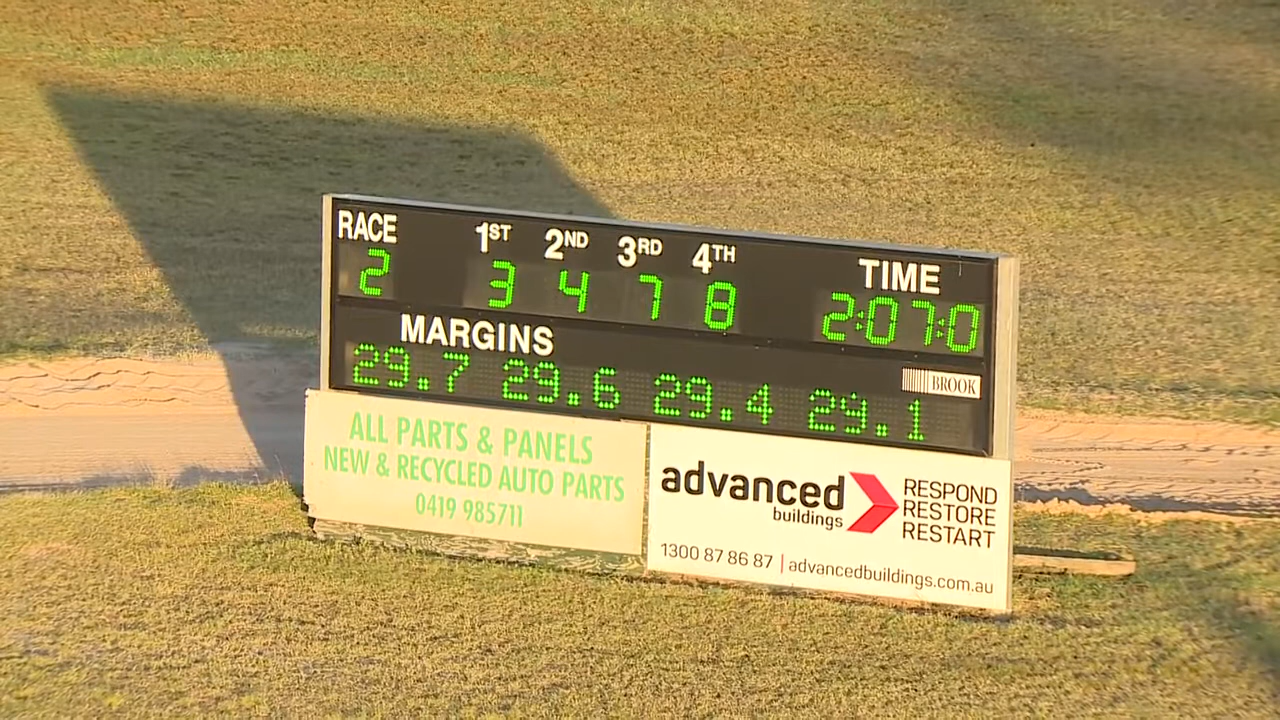 RACE 1ST 2ND 3RD 4TH TIME
2 3 4 7 8 2:07:0
MARGINS
29.7 29.6 29.4 29.1
BROOK
ALL PARTS & PANELS
NEW & RECYCLED AUTO PARTS
0419 985711
advanced
buildings
RESPOND
RESTORE
RESTART
1300 87 86 87 | advancedbuildings.com.au